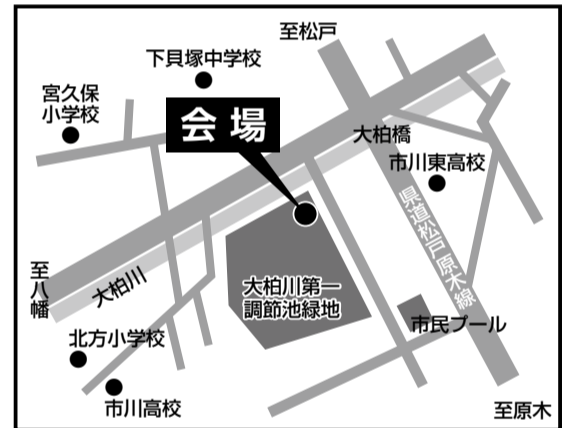 至松戸
下貝塚中学校
宮久保
小学校
会場
大柏橋
市川東高校
県道松戸原木線
至八幡
大柏川
大柏川第一
調節池緑地
市民プール
北方小学校
市川高校
至原木